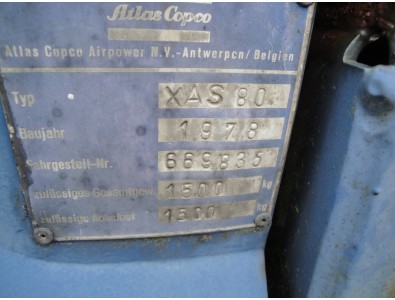 Atlas Copco
Atlas Copco Airpower N.V.-Antwerpen/Belgien
Typ XAS 80
Baujahr 1978
Fahrgestell-Nr. 669835
zulässiges Gesamtgew. 1500 kg
zulässige 1500 kg